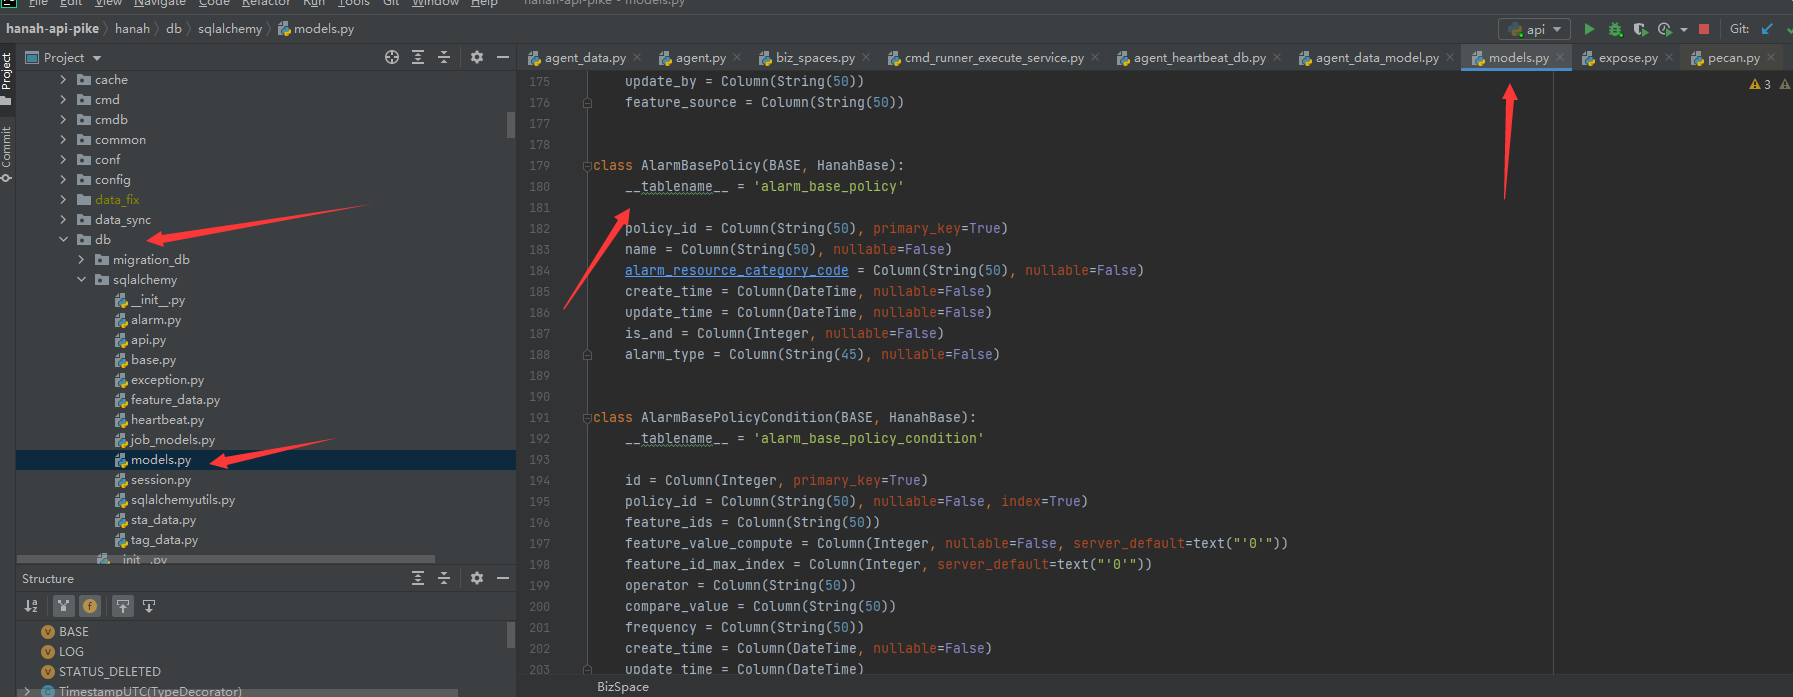 File Edit View Navigate Code Refactor Run Tools Git Window Help hanah-api-pike - models.py
hanah-api-pike hanah db sqlalchemy models.py api Git:
Project
agent_data.py agent.py biz_spaces.py cmd_runner_execute_service.py agent_heartbeat_db.py agent_data_model.py models.py expose.py pecan.py
Project
Commit
cache
cmd
cmdb
common
conf
config
data_fix
data_sync
db
migration_db
sqlalchemy
__init__.py
alarm.py
api.py
base.py
exception.py
feature_data.py
heartbeat.py
job_models.py
models.py
session.py
sqlalchemyutils.py
sta_data.py
tag_data.py
__init__.py
Structure
BASE
LOG
STATUS_DELETED
TimestampUTC(TypeDecorator)
3
175 update_by = Column(String(50))
176 feature_source = Column(String(50))
177
178
179 class AlarmBasePolicy(BASE, HanahBase):
180 __tablename__ = 'alarm_base_policy'
181
182 policy_id = Column(String(50), primary_key=True)
183 name = Column(String(50), nullable=False)
184 alarm_resource_category_code = Column(String(50), nullable=False)
185 create_time = Column(DateTime, nullable=False)
186 update_time = Column(DateTime, nullable=False)
187 is_and = Column(Integer, nullable=False)
188 alarm_type = Column(String(45), nullable=False)
189
190
191 class AlarmBasePolicyCondition(BASE, HanahBase):
192 __tablename__ = 'alarm_base_policy_condition'
193
194 id = Column(Integer, primary_key=True)
195 policy_id = Column(String(50), nullable=False, index=True)
196 feature_ids = Column(String(50))
197 feature_value_compute = Column(Integer, nullable=False, server_default=text("'0'"))
198 feature_id_max_index = Column(Integer, server_default=text("'0'"))
199 operator = Column(String(50))
200 compare_value = Column(String(50))
201 frequency = Column(String(50))
202 create_time = Column(DateTime, nullable=False)
203 update_time = Column(DateTime)
BizSpace